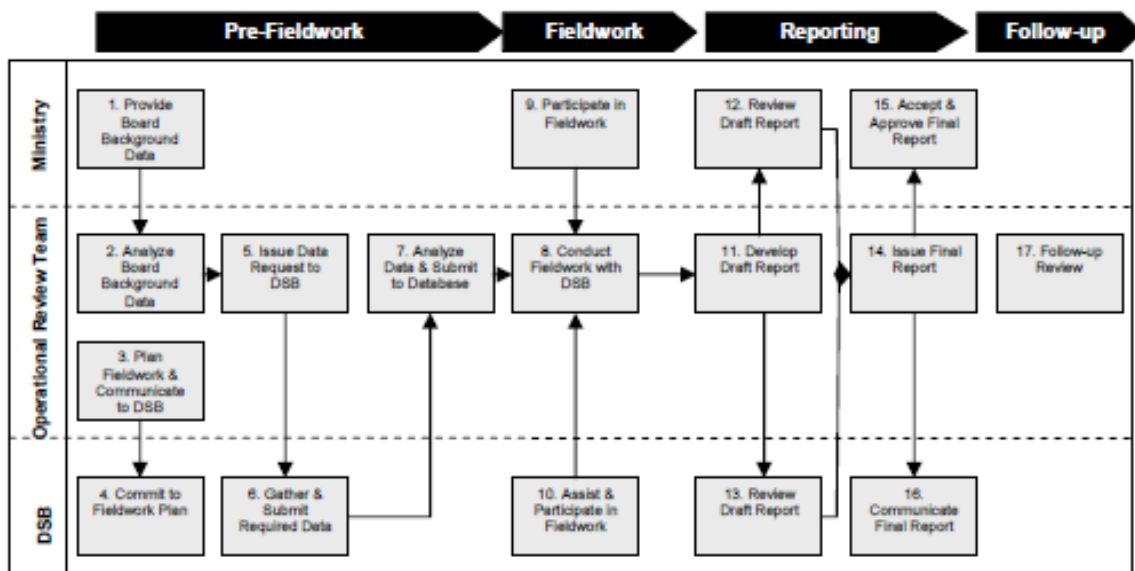 Pre-Fieldwork
Fieldwork
Reporting
Follow-up
Ministry
1. Provide
Board
Background
Data
9. Participate in
Fieldwork
12. Review
Draft Report
15. Accept &
Approve Final
Report
Operational Review Team
2. Analyze
Board
Background
Data
5. Issue Data
Request to
DSB
7. Analyze
Data & Submit
to Database
8. Conduct
Fieldwork with
DSB
11. Develop
Draft Report
14. Issue Final
Report
17. Follow-up
Review
3. Plan
Fieldwork &
Communicate
to DSB
DSB
4. Commit to
Fieldwork Plan
6. Gather &
Submit
Required Data
10. Assist &
Participate in
Fieldwork
13. Review
Draft Report
16.
Communicate
Final Report